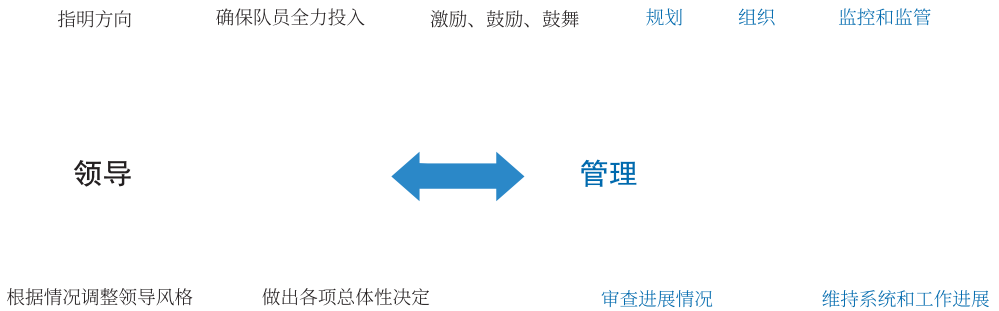 指明方向
确保队员全力投入
激励、鼓励、鼓舞
规划
组织
监控和监管
领导
管理
根据情况调整领导风格
做出各项总体性决定
审查进展情况
维持系统和工作进展